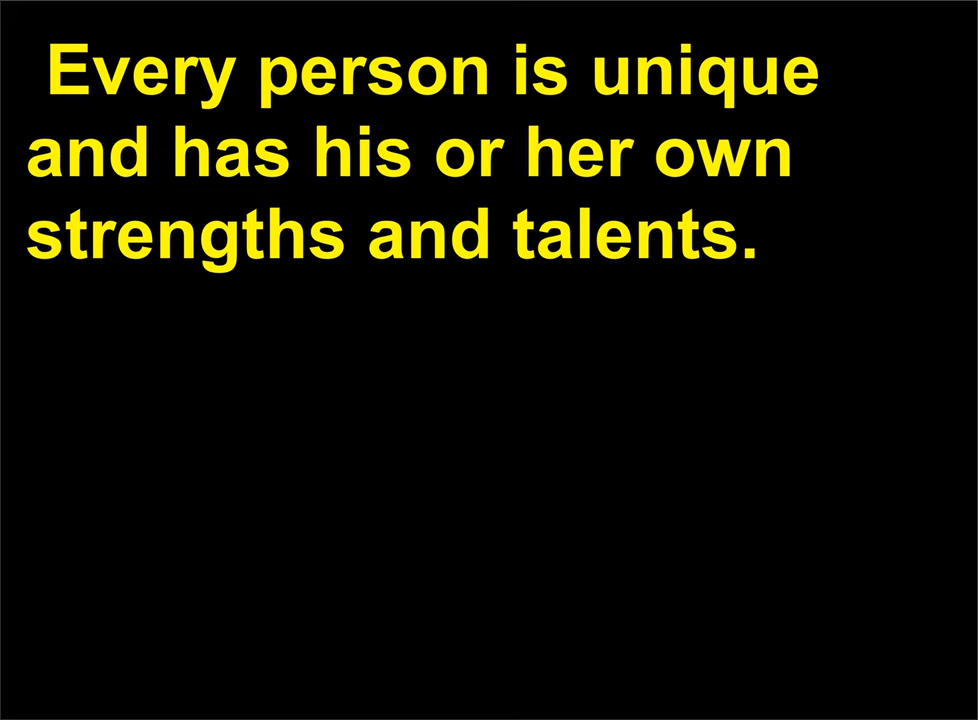 Every person is unique
and has his or her own
strengths and talents.